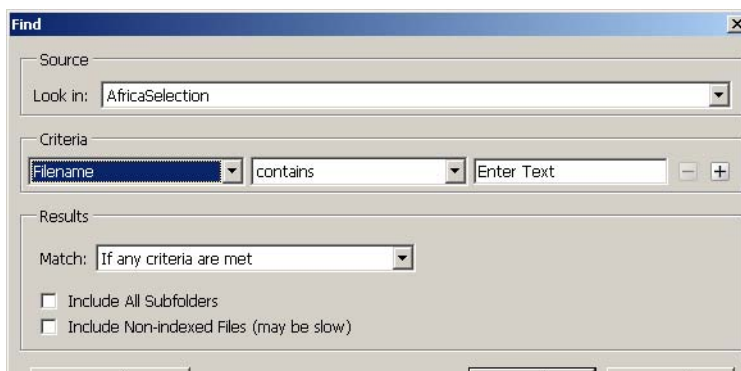 Find
Source
Look in: AfricaSelection
Criteria
Filename contains Enter Text
Results
Match: If any criteria are met
Include All Subfolders
Include Non-indexed Files (may be slow)